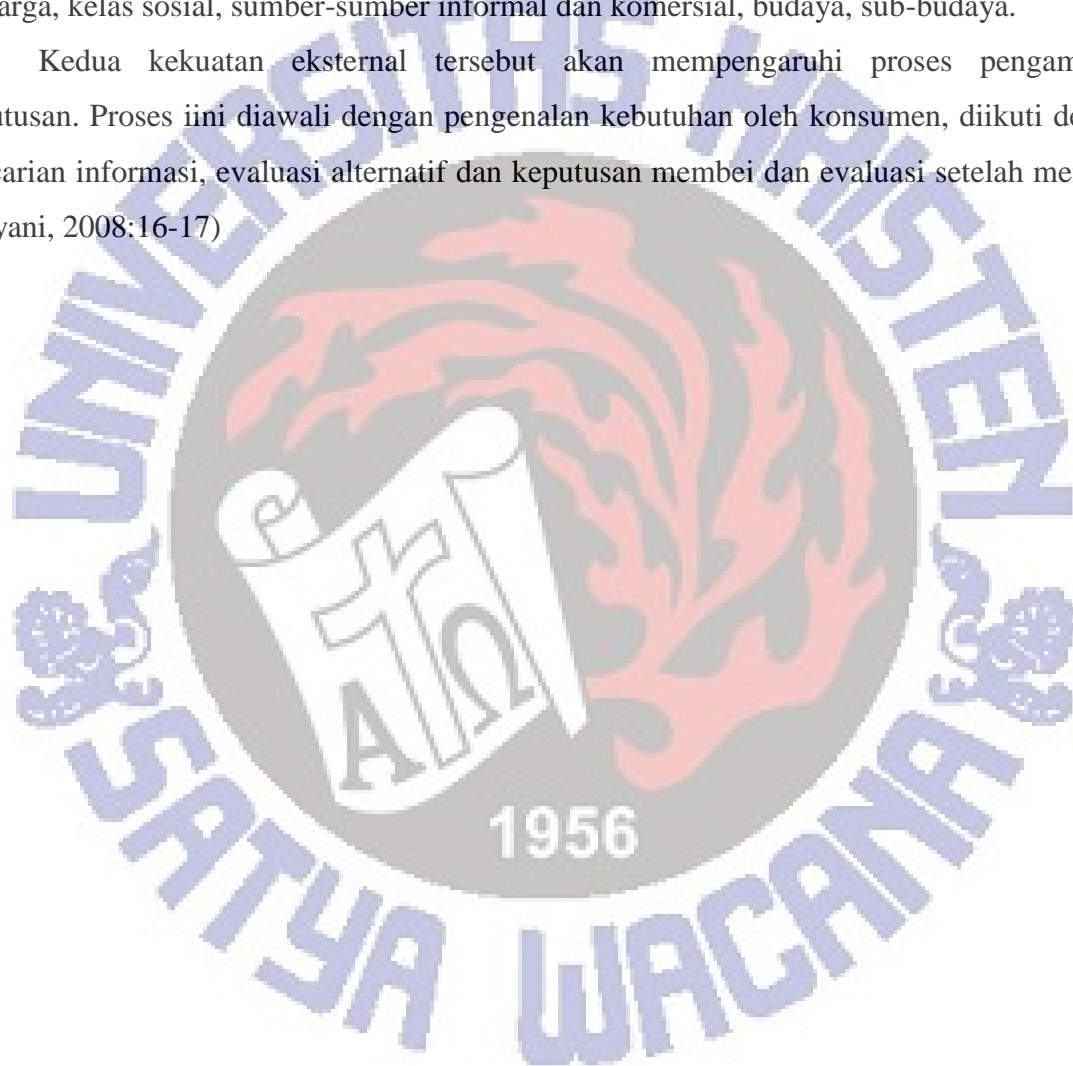 arga, kelas sosial, sumber-sumber informal dan komersial, budaya, sub-budaya.
Kedua kekuatan eksternal tersebut akan mempengaruhi proses pengam
utusan. Proses iini diawali dengan pengenalan kebutuhan oleh konsumen, diikuti de
arian informasi, evaluasi alternatif dan keputusan membei dan evaluasi setelah me
yani, 2008:16-17)
UNIVERSITAS KRISTEN
A Ω
1956
SATYA WACANA